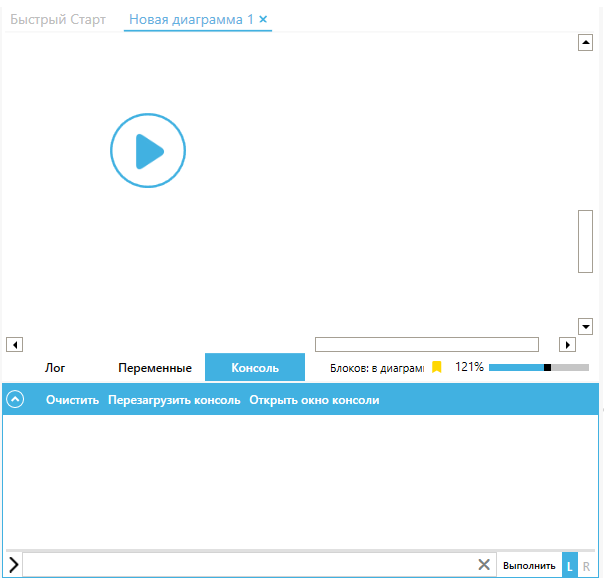 Быстрый Старт Новая диаграмма 1 ×
Лог Переменные Консоль Блоков: в диаграмм 121%
Очистить Перезагрузить консоль Открыть окно консоли
Выполнить L R